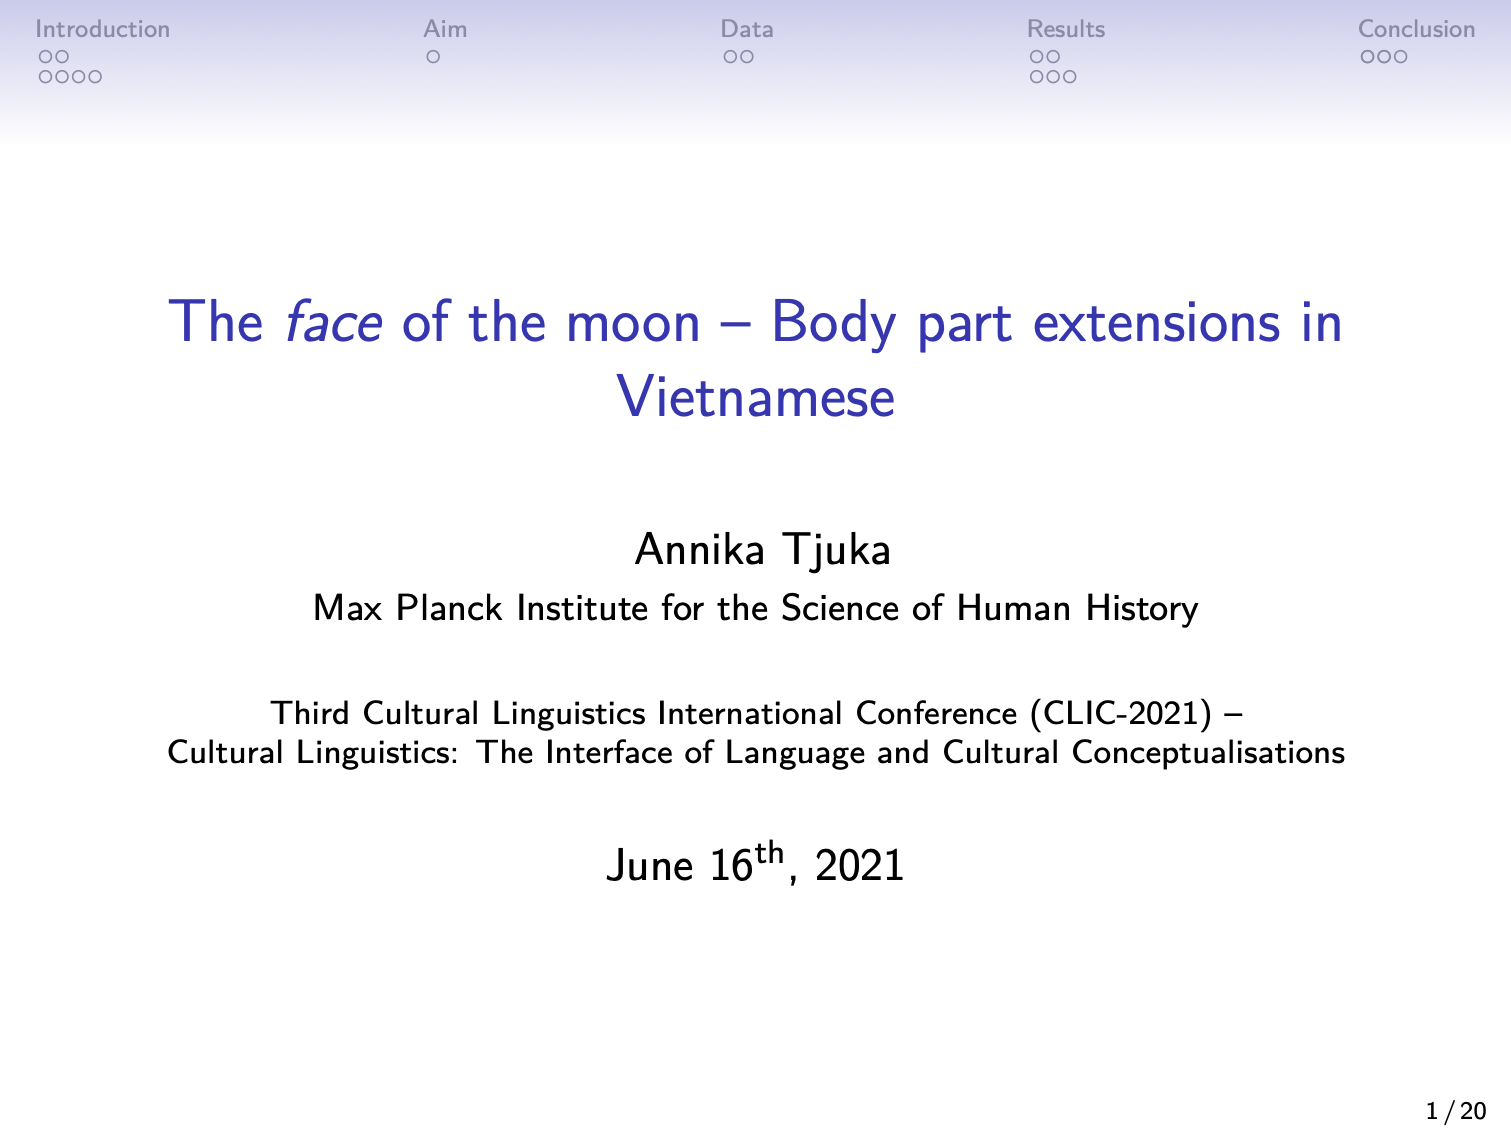 Introduction Aim Data Results Conclusion
The face of the moon – Body part extensions in
Vietnamese
Annika Tjuka
Max Planck Institute for the Science of Human History
Third Cultural Linguistics International Conference (CLIC-2021) –
Cultural Linguistics: The Interface of Language and Cultural Conceptualisations
June 16th, 2021
1 / 20